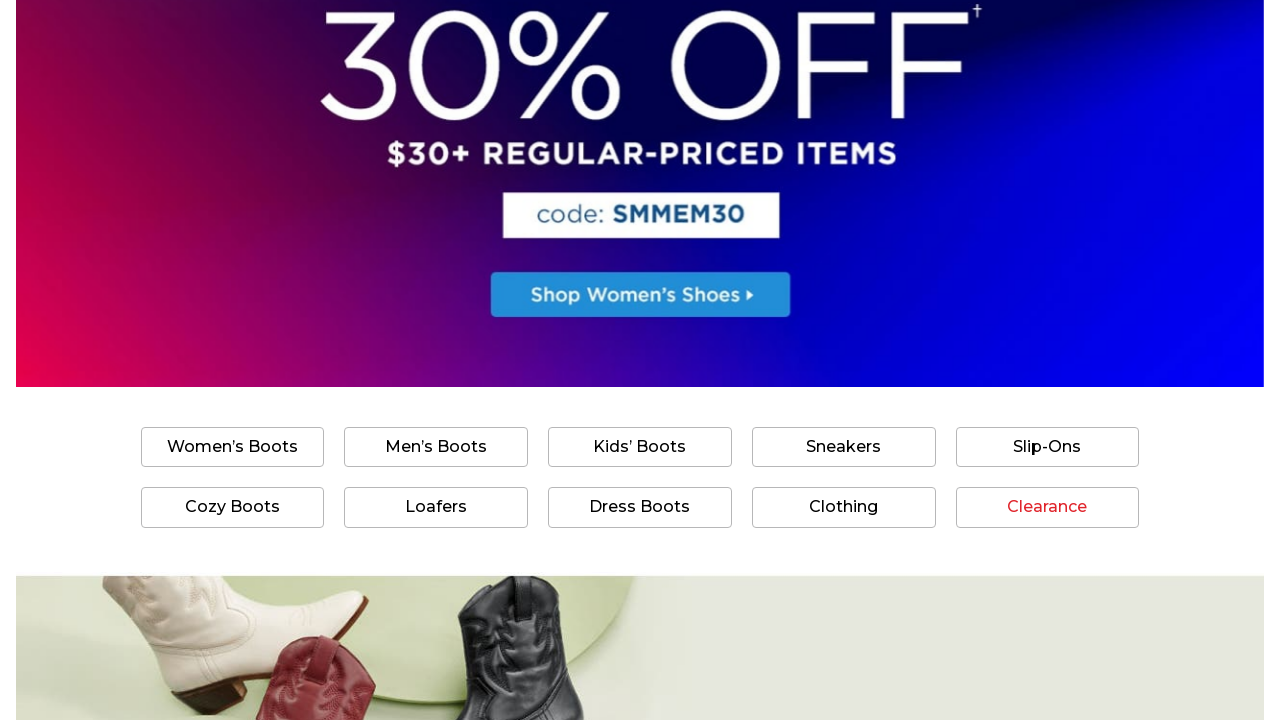 30% OFF†
$30+ REGULAR-PRICED ITEMS
code: SMMEM30
Shop Women's Shoes
Women’s Boots
Men’s Boots
Kids’ Boots
Sneakers
Slip-Ons
Cozy Boots
Loafers
Dress Boots
Clothing
Clearance